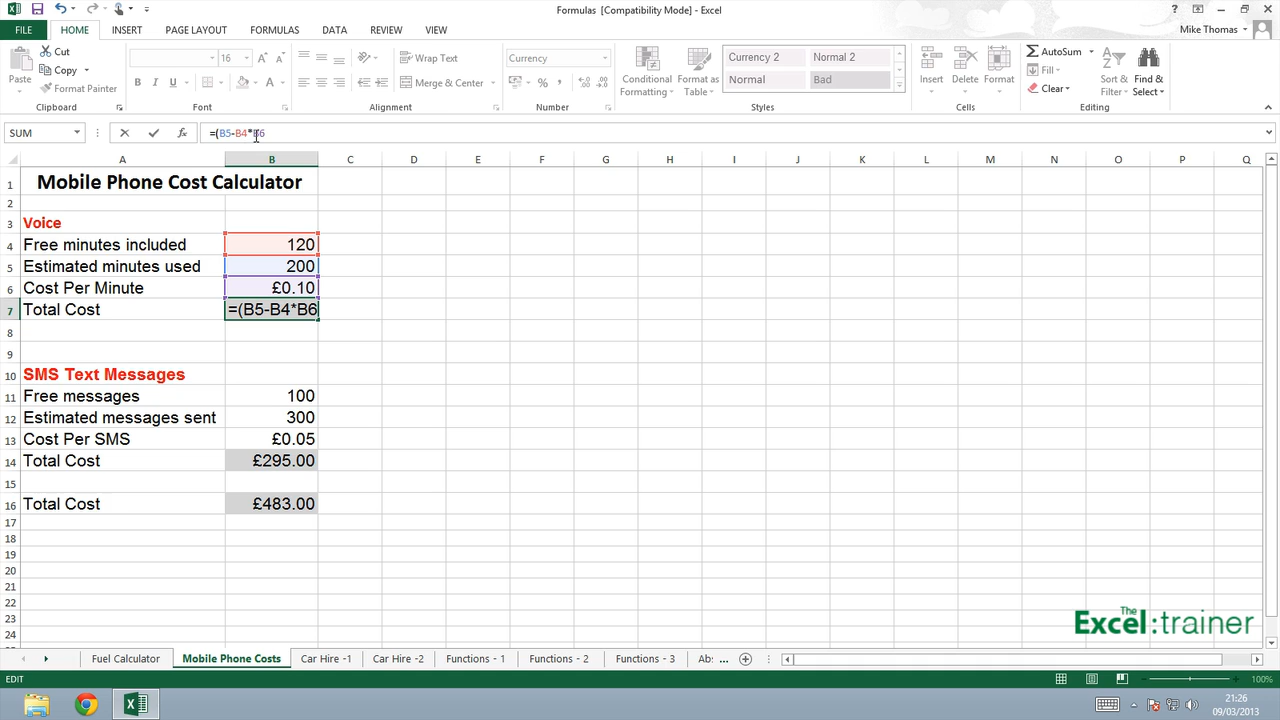 Formulas [Compatibility Mode] - Excel
FILE HOME INSERT PAGE LAYOUT FORMULAS DATA REVIEW VIEW Mike Thomas
Paste Cut Copy Format Painter
16
Wrap Text Merge & Center
Currency %
Conditional Formatting Format as Table
Currency 2 Normal 2 Normal Bad
Insert Delete Format
AutoSum Fill Clear Sort & Filter Find & Select
Clipboard Font Alignment Number Styles Cells Editing
SUM =(B5-B4*B6
A B C D E F G H I J K L M N O P Q
1 Mobile Phone Cost Calculator
2
3 Voice
4 Free minutes included 120
5 Estimated minutes used 200
6 Cost Per Minute £0.10
7 Total Cost =(B5-B4*B6
8
9
10 SMS Text Messages
11 Free messages 100
12 Estimated messages sent 300
13 Cost Per SMS £0.05
14 Total Cost £295.00
15
16 Total Cost £483.00
17
18
19
20
21
22
23
24
The Excel:trainer
Fuel Calculator Mobile Phone Costs Car Hire -1 Car Hire -2 Functions - 1 Functions - 2 Functions - 3 Ab: ...
EDIT 100%
21:26
09/03/2013